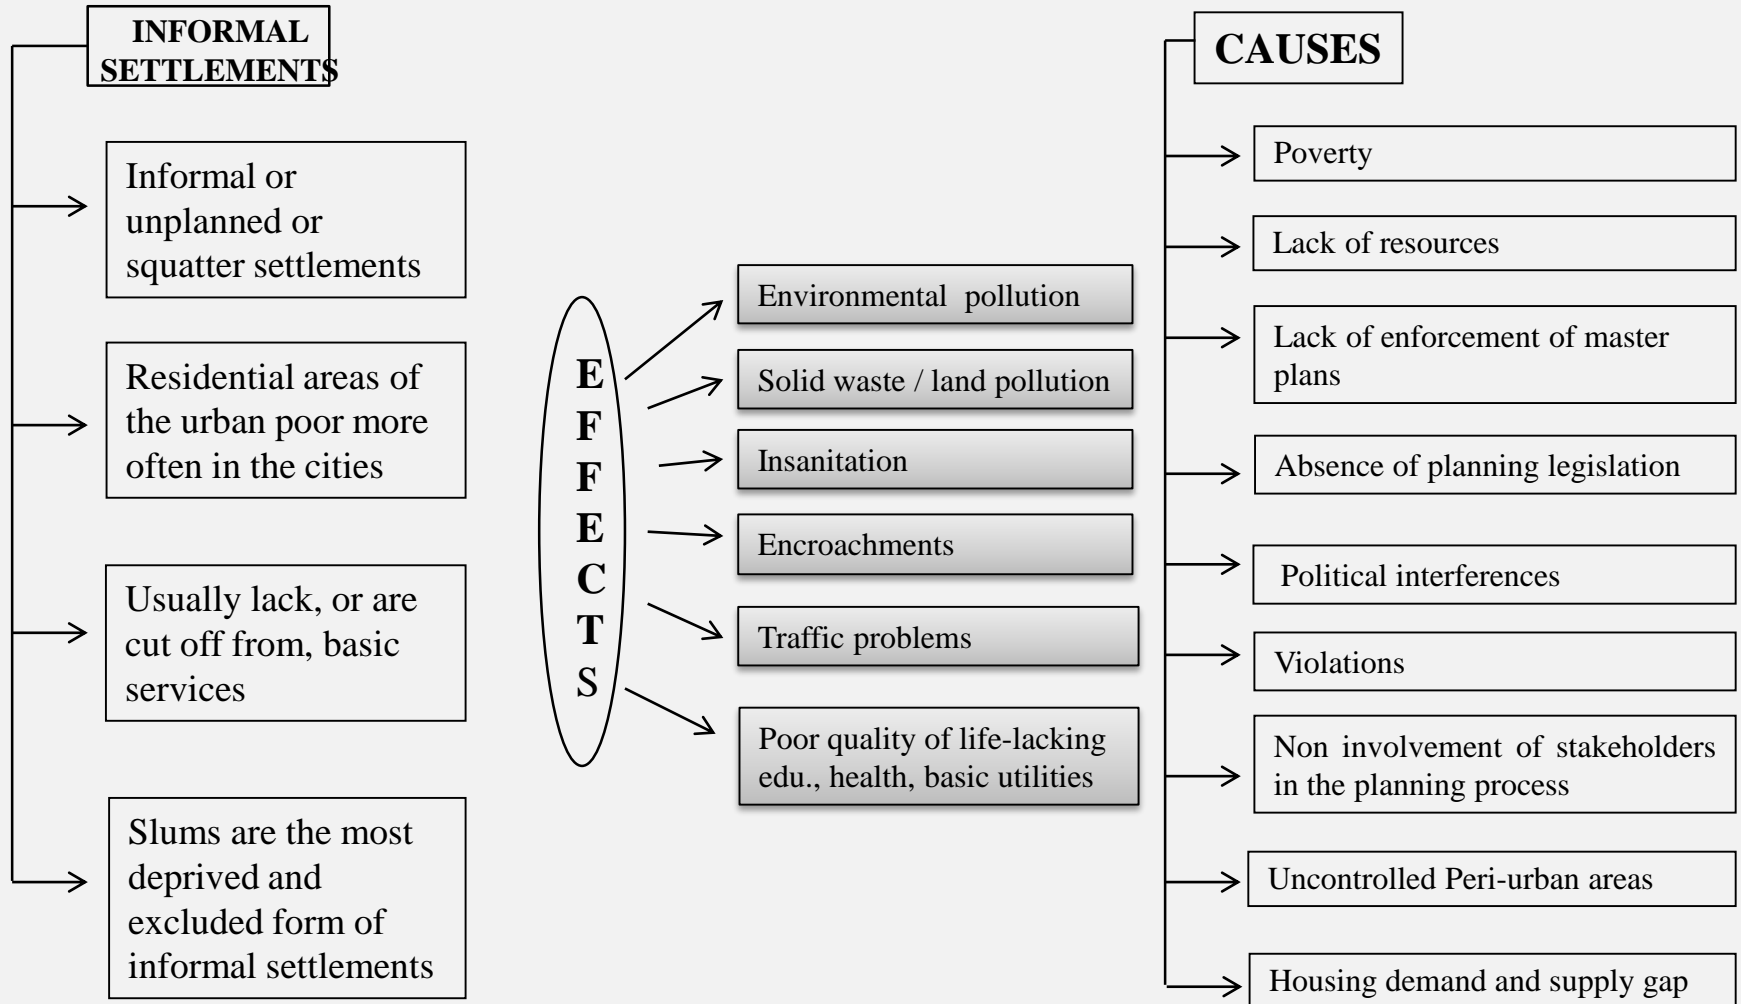 INFORMAL
SETTLEMENTS
Informal or
unplanned or
squatter settlements
Residential areas of
the urban poor more
often in the cities
Usually lack, or are
cut off from, basic
services
Slums are the most
deprived and
excluded form of
informal settlements
E
F
F
E
C
T
S
Environmental pollution
Solid waste / land pollution
Insanitation
Encroachments
Traffic problems
Poor quality of life-lacking
edu., health, basic utilities
CAUSES
Poverty
Lack of resources
Lack of enforcement of master
plans
Absence of planning legislation
Political interferences
Violations
Non involvement of stakeholders
in the planning process
Uncontrolled Peri-urban areas
Housing demand and supply gap